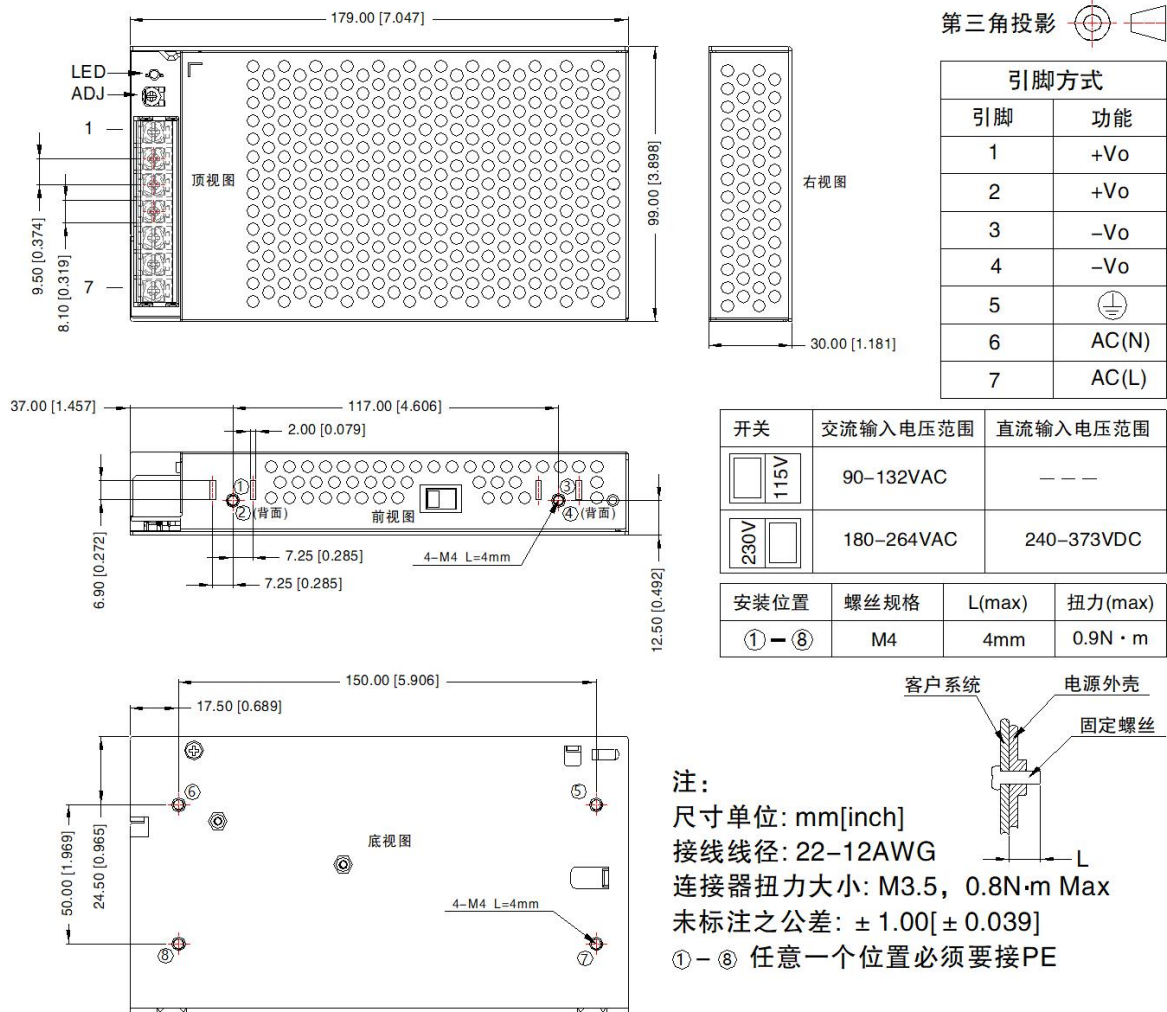 179.00 [7.047]
第三角投影
LED
ADJ
1
7
顶视图
9.50 [0.374]
8.10 [0.319]
99.00 [3.898]
右视图
30.00 [1.181]
引脚方式
引脚 功能
1 +Vo
2 +Vo
3 −Vo
4 −Vo
5
6 AC(N)
7 AC(L)
37.00 [1.457]
117.00 [4.606]
2.00 [0.079]
① ③
②(背面) 前视图 ④(背面)
7.25 [0.285]
7.25 [0.285]
4−M4 L=4mm
6.90 [0.272]
12.50 [0.492]
开关 交流输入电压范围 直流输入电压范围
115V 90−132VAC −−−
230V 180−264VAC 240−373VDC
安装位置 螺丝规格 L(max) 扭力(max)
①−⑧ M4 4mm 0.9N·m
150.00 [5.906]
17.50 [0.689]
⑥ ⑤
底视图
50.00 [1.969]
24.50 [0.965]
4−M4 L=4mm
⑧ ⑦
客户系统 电源外壳
固定螺丝
L
注:
尺寸单位: mm[inch]
接线线径: 22−12AWG
连接器扭力大小: M3.5, 0.8N·m Max
未标注之公差: ±1.00[±0.039]
①−⑧ 任意一个位置必须要接PE